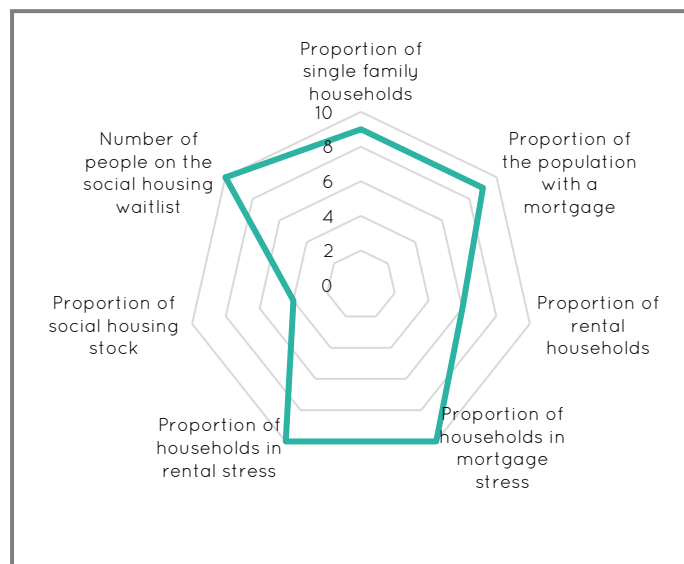 Proportion of
single family
households
Proportion of
the population
with a
mortgage
Proportion of
rental
households
Proportion of
households in
mortgage
stress
Proportion of
households in
rental stress
Proportion of
social housing
stock
Number of
people on the
social housing
waitlist
10
8
6
4
2
0